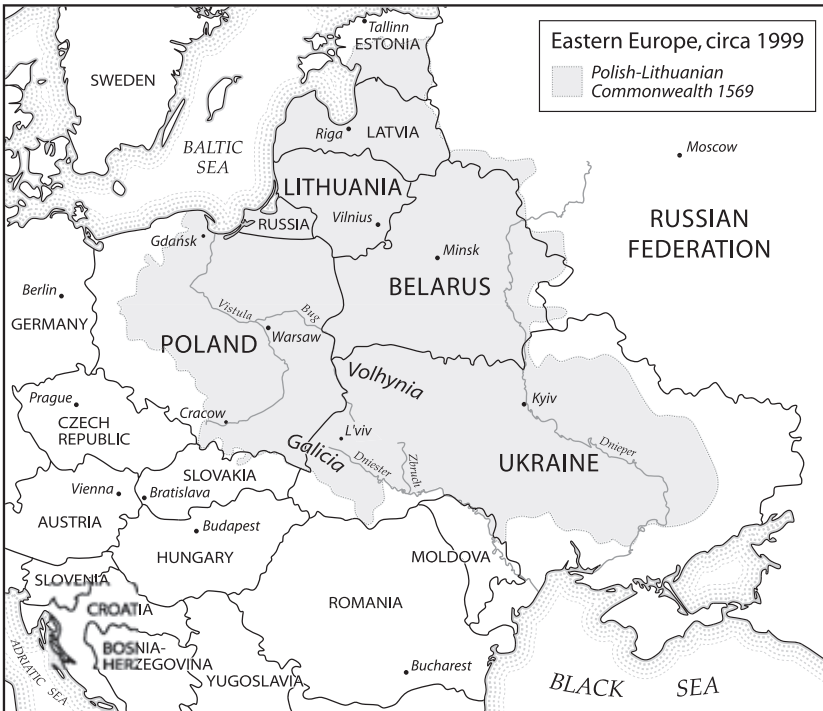 Eastern Europe, circa 1999
Polish-Lithuanian
Commonwealth 1569
Tallinn
ESTONIA
SWEDEN
Riga
LATVIA
BALTIC
SEA
Moscow
LITHUANIA
Vilnius
RUSSIA
RUSSIAN
FEDERATION
Gdańsk
Minsk
BELARUS
Berlin
GERMANY
Vistula
Bug
Warsaw
POLAND
Volhynia
Kyiv
Prague
CZECH
REPUBLIC
Cracow
L'viv
Galicia
Dniester
Zbruch
Dnieper
UKRAINE
SLOVAKIA
Vienna
Bratislava
AUSTRIA
Budapest
HUNGARY
MOLDOVA
SLOVENIA
CROATIA
ROMANIA
BOSNIA-
HERZEGOVINA
YUGOSLAVIA
ADRIATIC SEA
Bucharest
BLACK SEA